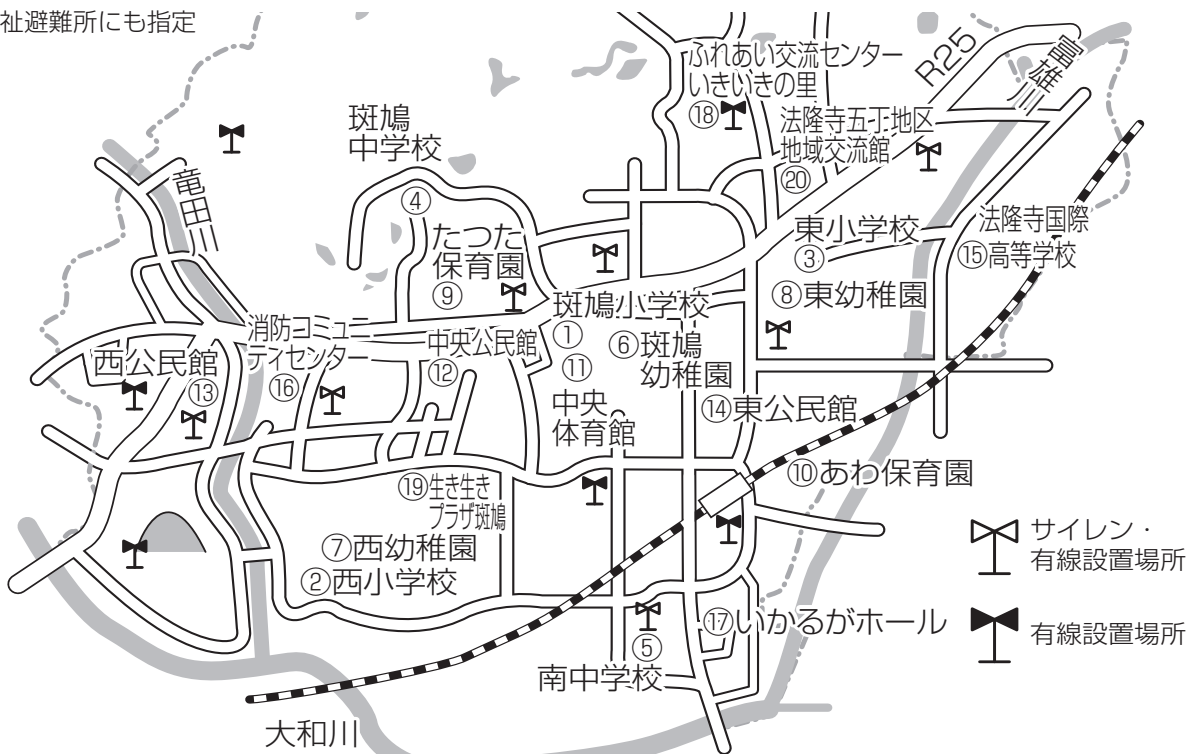 祉避難所にも指定
ふれあい交流センター
いきいきの里
⑱
R25
富雄川
斑鳩
中学校
④
法隆寺五丁地区
地域交流館
⑳
竜田川
たつた
保育園
⑨
東小学校
③
法隆寺国際
⑮高等学校
⑧東幼稚園
斑鳩小学校
①
⑪
中央
体育館
⑥斑鳩
幼稚園
消防コミュニ
ティセンター
⑯
中央公民館
⑫
西公民館
⑬
⑭東公民館
⑩あわ保育園
⑲生き生き
プラザ斑鳩
⑦西幼稚園
②西小学校
⑰いかるがホール
⑤
南中学校
大和川
サイレン・
有線設置場所
有線設置場所